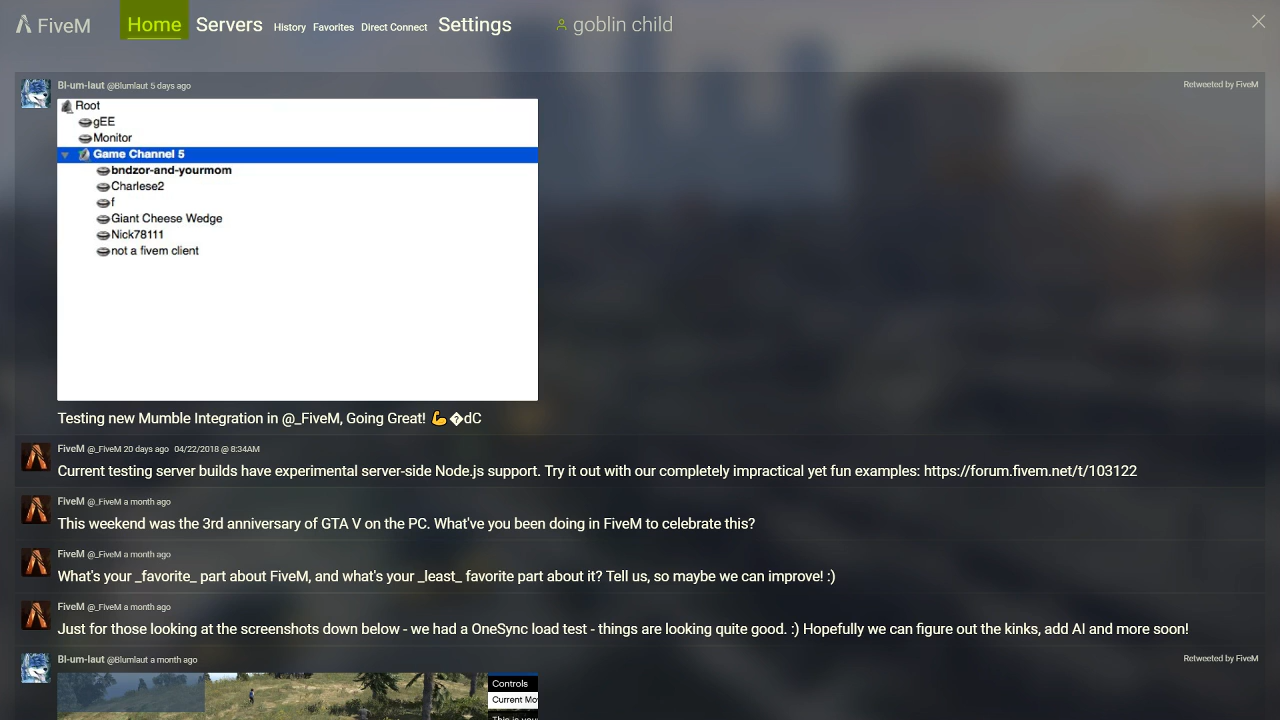 FiveM Home Servers History Favorites Direct Connect Settings goblin child
Bl-um-laut @Blumlaut 5 days ago Retweeted by FiveM
Root
gEE
Monitor
Game Channel 5
bndzor-and-yourmom
Charlese2
f
Giant Cheese Wedge
Nick78111
not a fivem client
Testing new Mumble Integration in @_FiveM, Going Great! 💪�dC
FiveM @_FiveM 20 days ago 04/22/2018 @ 8:34AM
Current testing server builds have experimental server-side Node.js support. Try it out with our completely impractical yet fun examples: https://forum.fivem.net/t/103122
FiveM @_FiveM a month ago
This weekend was the 3rd anniversary of GTA V on the PC. What've you been doing in FiveM to celebrate this?
FiveM @_FiveM a month ago
What's your _favorite_ part about FiveM, and what's your _least_ favorite part about it? Tell us, so maybe we can improve! :)
FiveM @_FiveM a month ago
Just for those looking at the screenshots down below - we had a OneSync load test - things are looking quite good. :) Hopefully we can figure out the kinks, add AI and more soon!
Bl-um-laut @Blumlaut a month ago Retweeted by FiveM
Controls
Current Mo